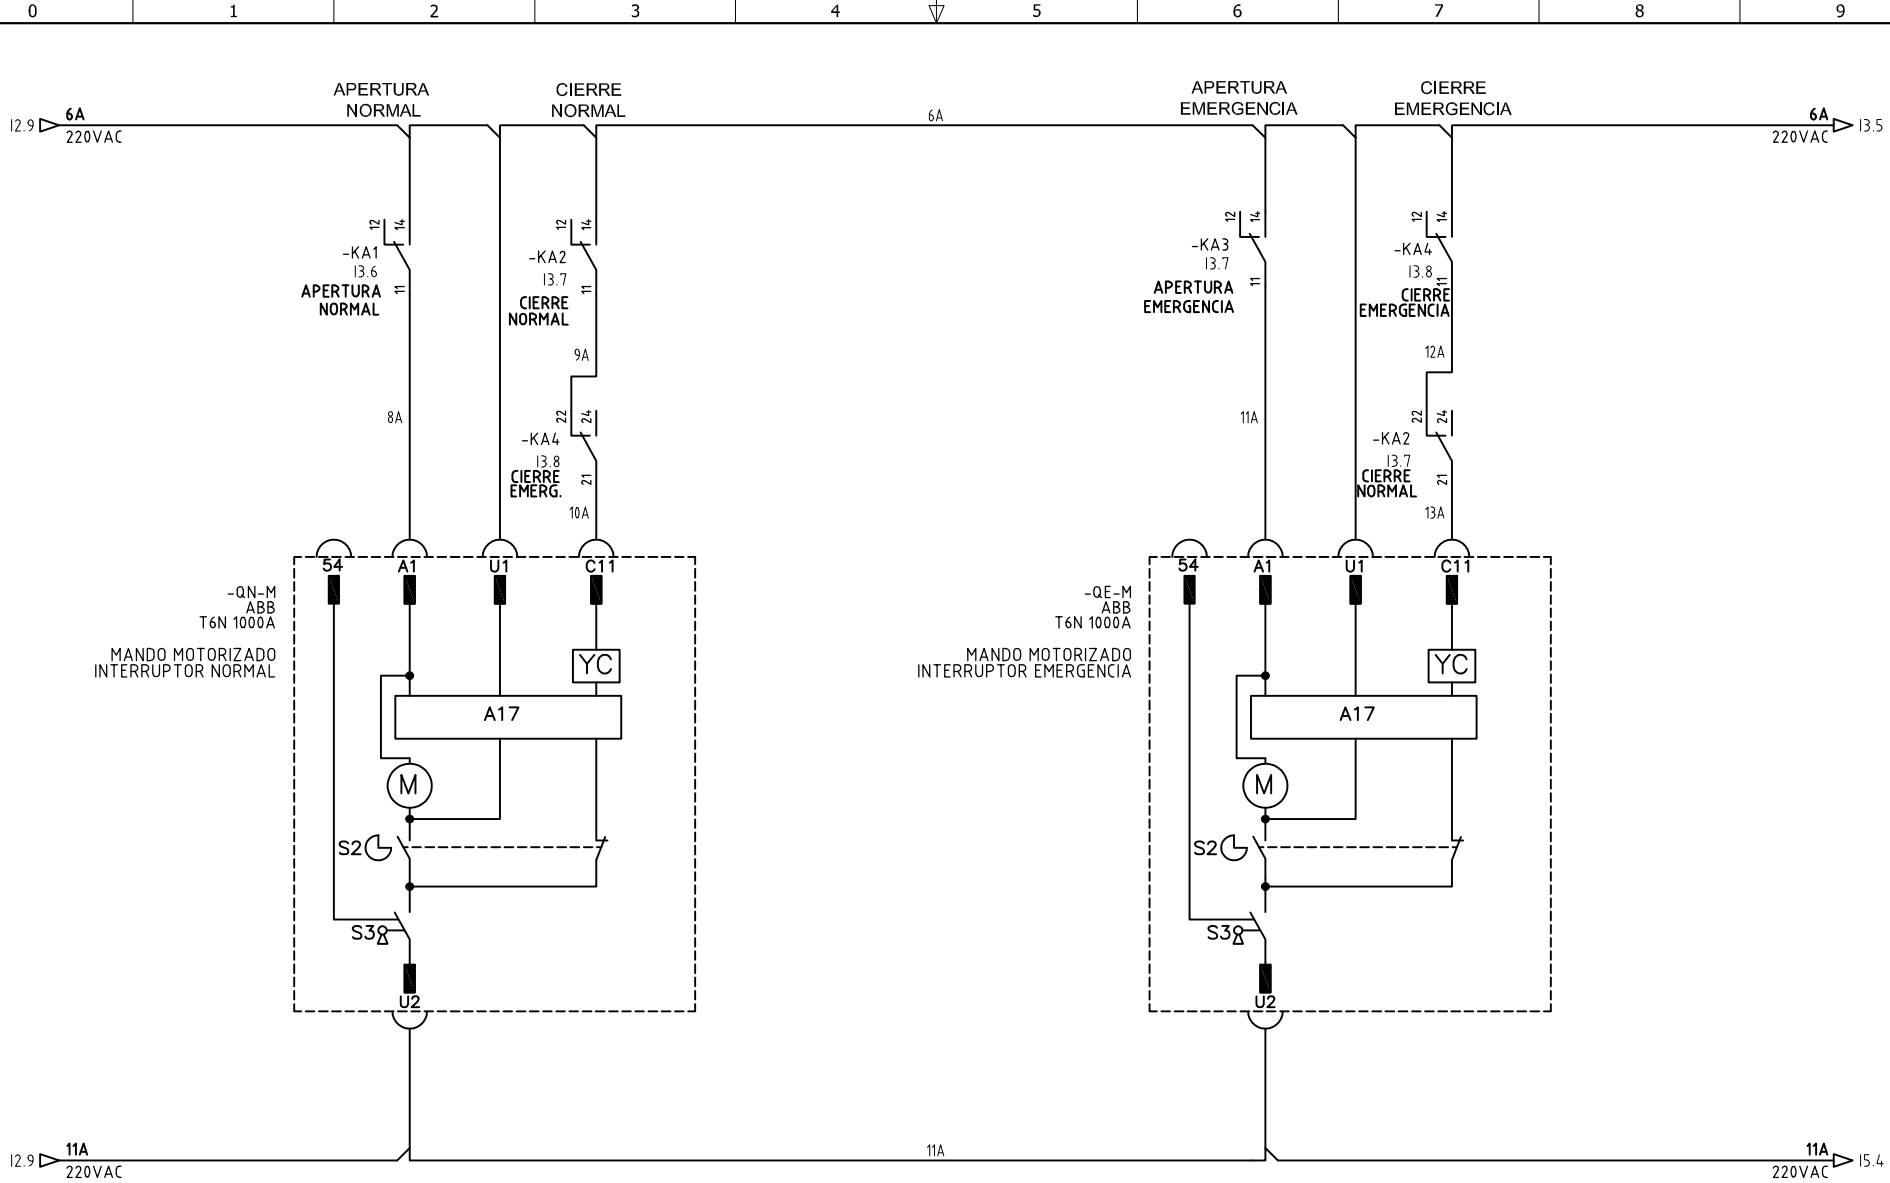 0 1 2 3 4 5 6 7 8 9
APERTURA
NORMAL
CIERRE
NORMAL
APERTURA
EMERGENCIA
CIERRE
EMERGENCIA
I2.9
6A
220VAC
6A
6A
220VAC
I3.5
12
14
-KA1
I3.6
APERTURA
NORMAL
11
8A
12
14
-KA2
I3.7
CIERRE
NORMAL
11
9A
22
24
-KA4
I3.8
CIERRE
EMERG.
21
10A
12
14
-KA3
I3.7
APERTURA
EMERGENCIA
11
11A
12
14
-KA4
I3.8
11
CIERRE
EMERGENCIA
12A
22
24
-KA2
I3.7
CIERRE
NORMAL
21
13A
54
A1
U1
C11
-QN-M
ABB
T6N 1000A
MANDO MOTORIZADO
INTERRUPTOR NORMAL
YC
A17
M
S2
S3
U2
54
A1
U1
C11
-QE-M
ABB
T6N 1000A
MANDO MOTORIZADO
INTERRUPTOR EMERGENCIA
YC
A17
M
S2
S3
U2
I2.9
11A
220VAC
11A
11A
220VAC
I5.4